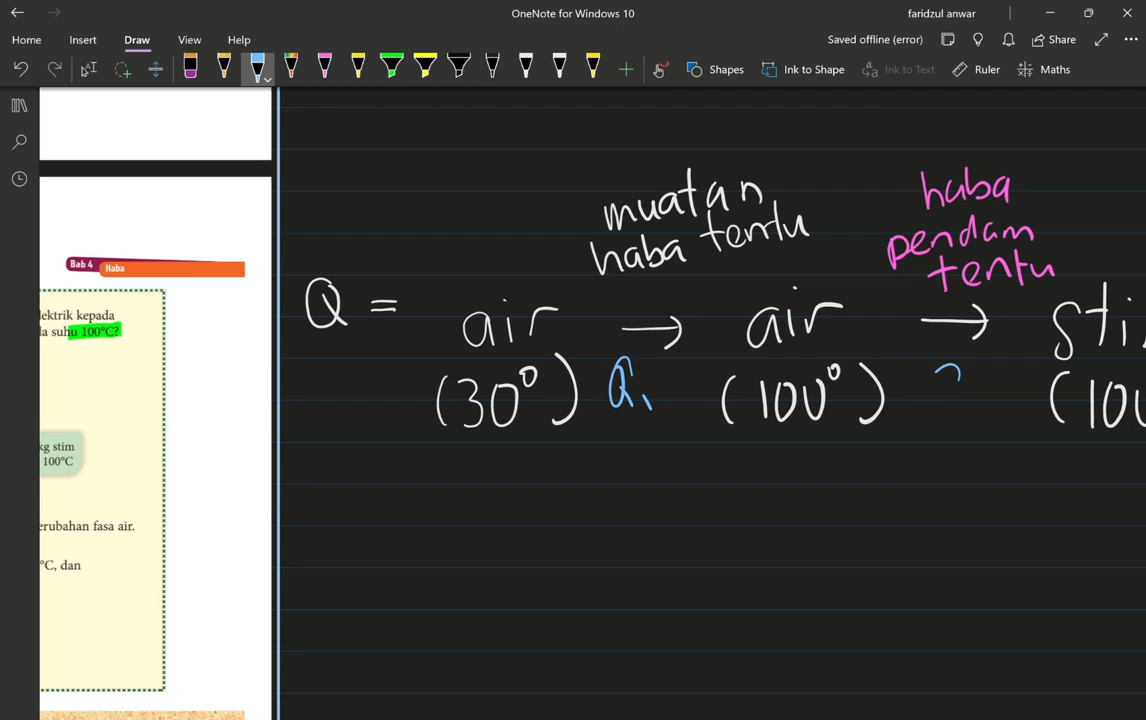 OneNote for Windows 10
faridzul anwar
Home
Insert
Draw
View
Help
Saved offline (error)
Share
Shapes
Ink to Shape
Ink to Text
Ruler
Maths
Bab 4
Haba
lektrik kepada
la suhu 100°C?
kg stim
100°C
erubahan fasa air.
°C, dan
muatan
haba tentu
haba
pendam
tentu
Q = air → air → sti
(30°) Q₁ (100°) (100